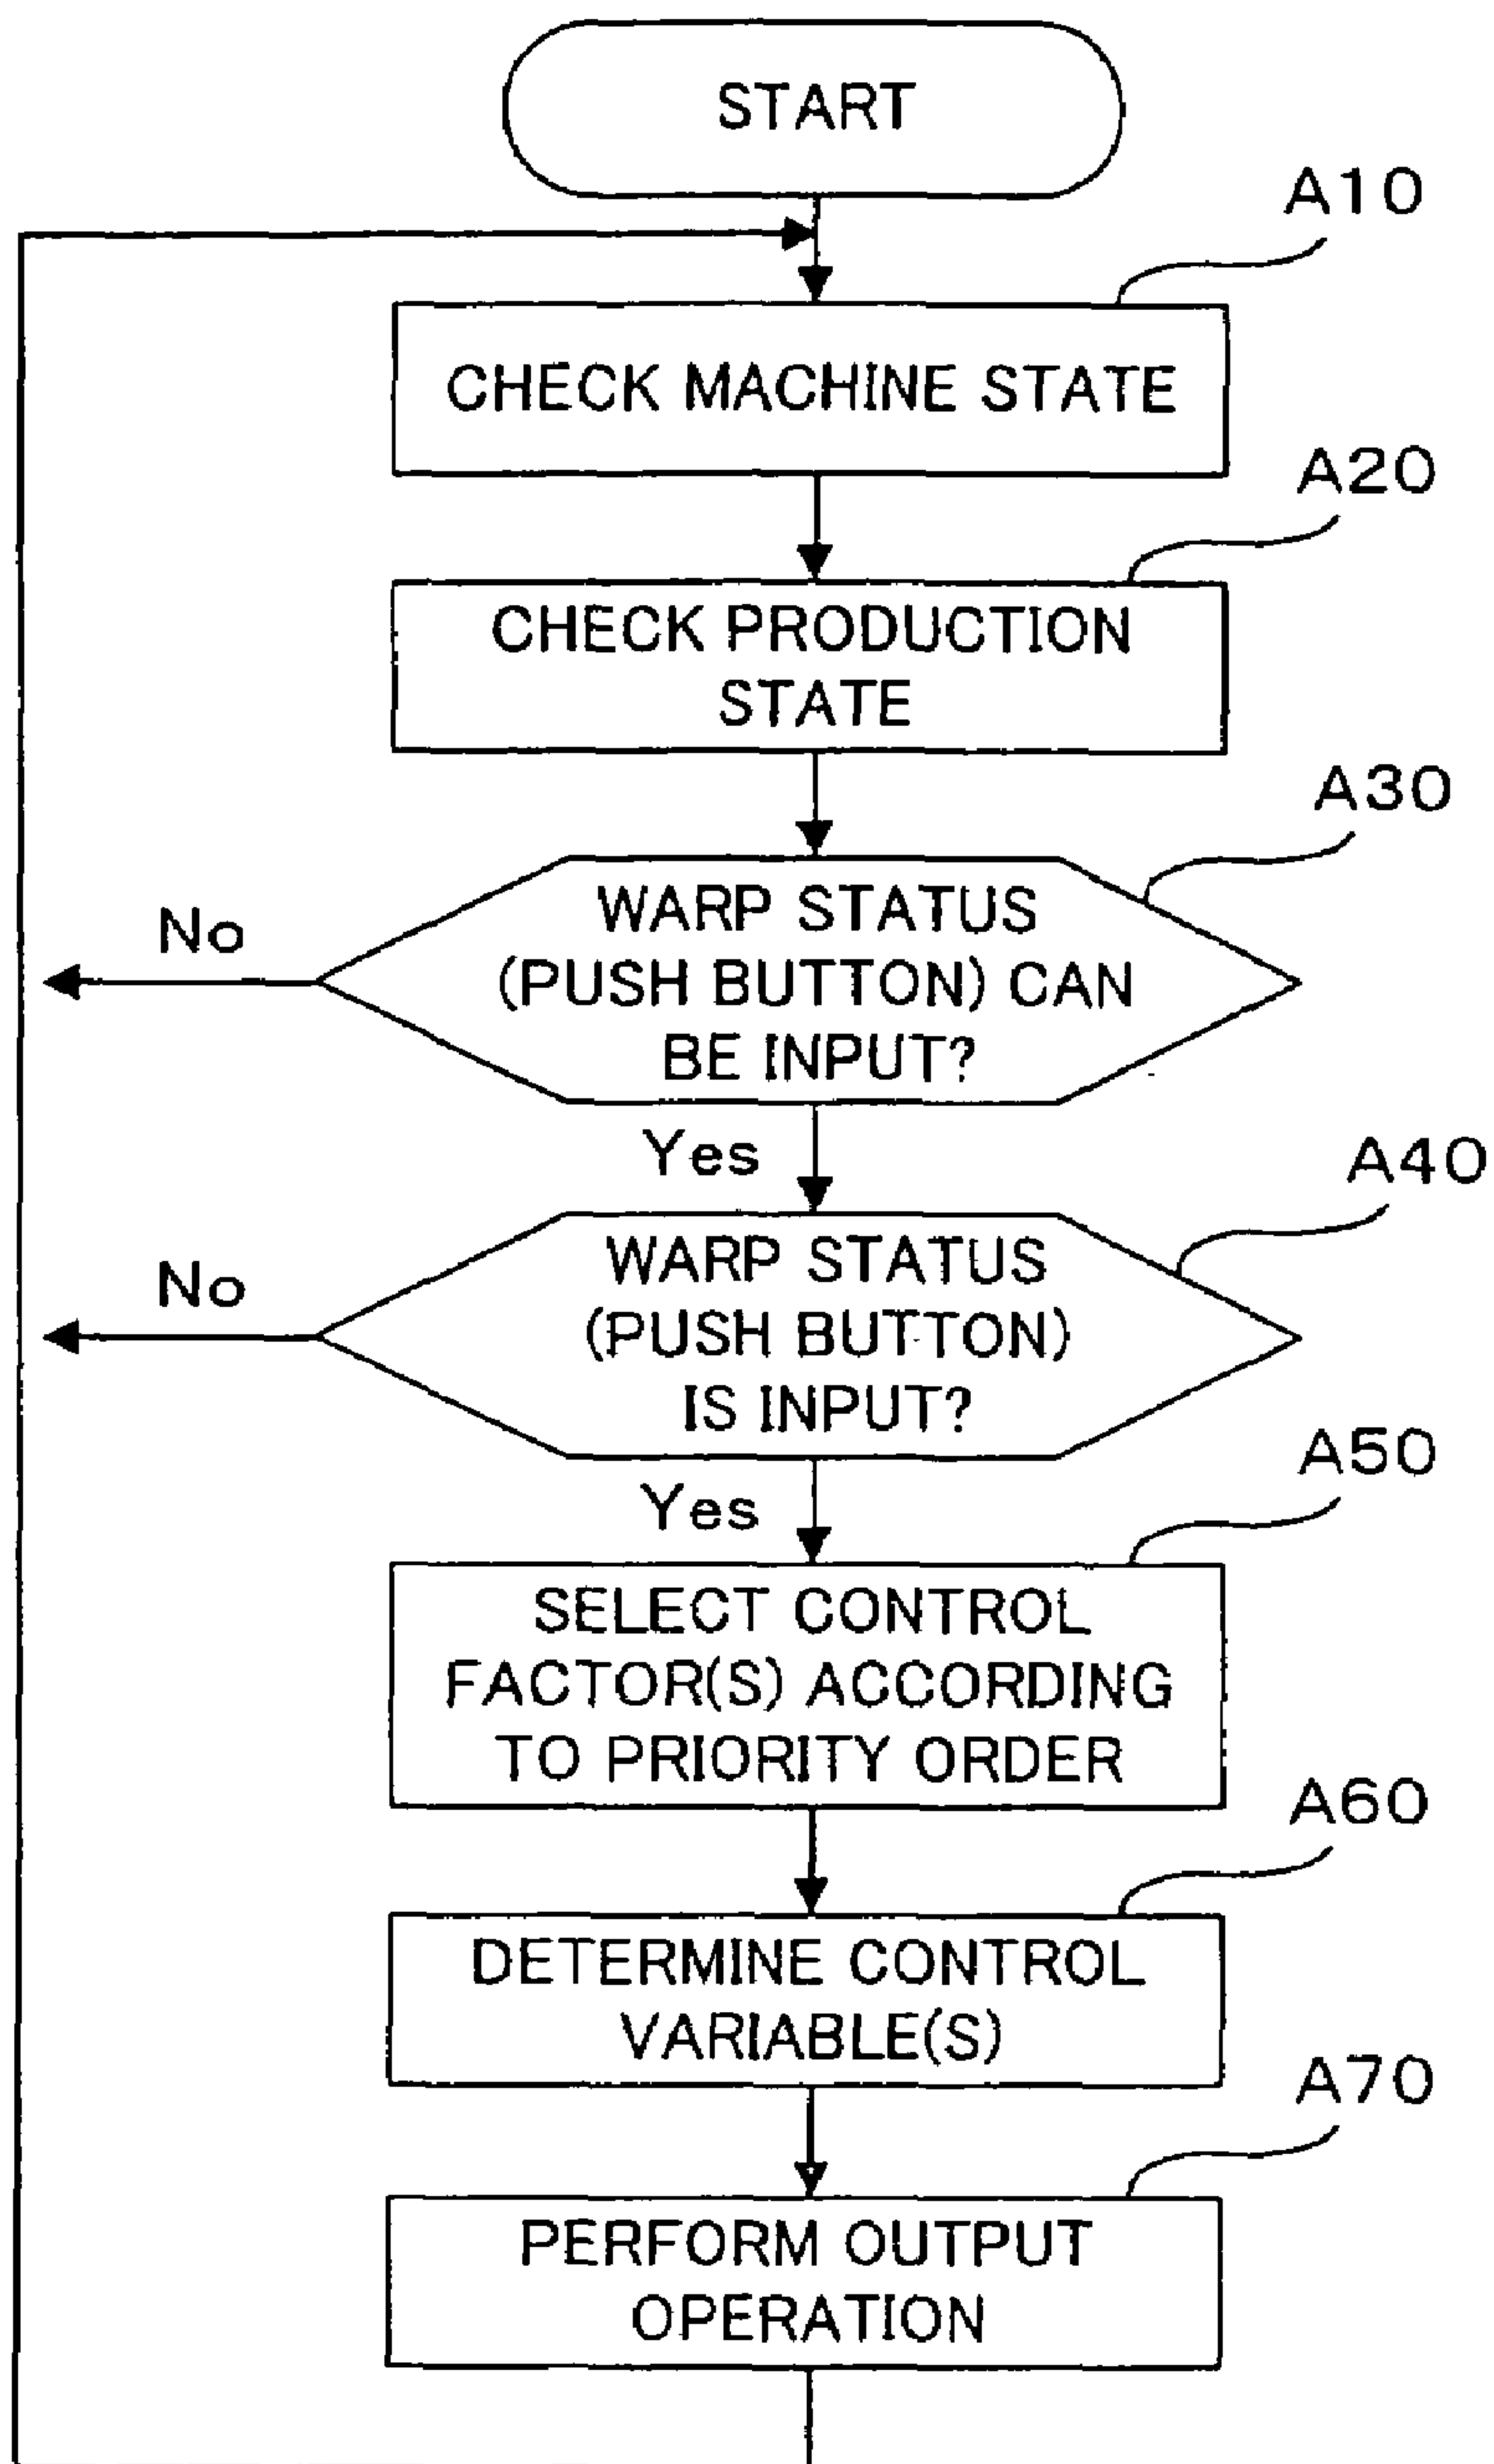 START
A10
CHECK MACHINE STATE
A20
CHECK PRODUCTION
STATE
A30
WARP STATUS
(PUSH BUTTON) CAN
BE INPUT?
No
Yes
A40
WARP STATUS
(PUSH BUTTON)
IS INPUT?
No
Yes
A50
SELECT CONTROL
FACTOR(S) ACCORDING
TO PRIORITY ORDER
A60
DETERMINE CONTROL
VARIABLE(S)
A70
PERFORM OUTPUT
OPERATION